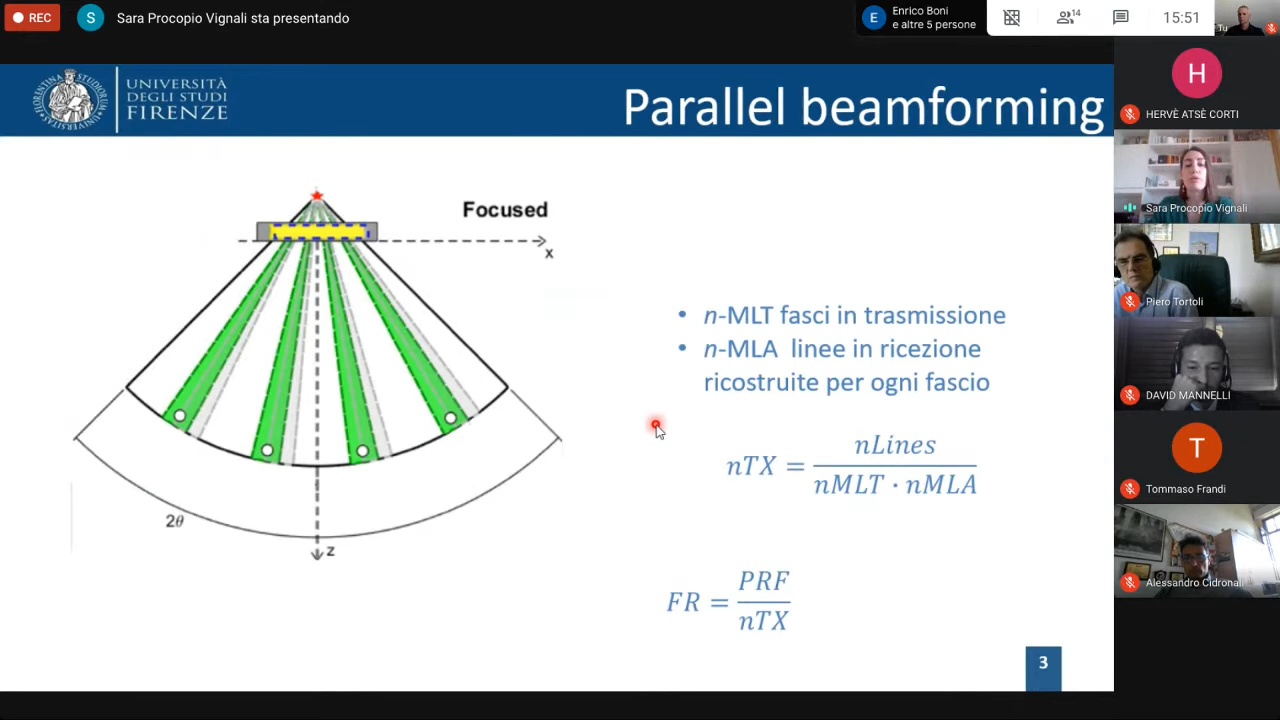 REC
S
Sara Procopio Vignali sta presentando
E
Enrico Boni
e altre 5 persone
14
15:51
Tu
UNIVERSITÀ
DEGLI STUDI
FIRENZE
Parallel beamforming
Focused
x
2θ
z
• n-MLT fasci in trasmissione
• n-MLA linee in ricezione
ricostruite per ogni fascio
nTX = nLines / nMLT · nMLA
FR = PRF / nTX
3
H
HERVÈ ATSÈ CORTI
Sara Procopio Vignali
Piero Tortoli
DAVID MANNELLI
T
Tommaso Frandi
Alessandro Cidronali